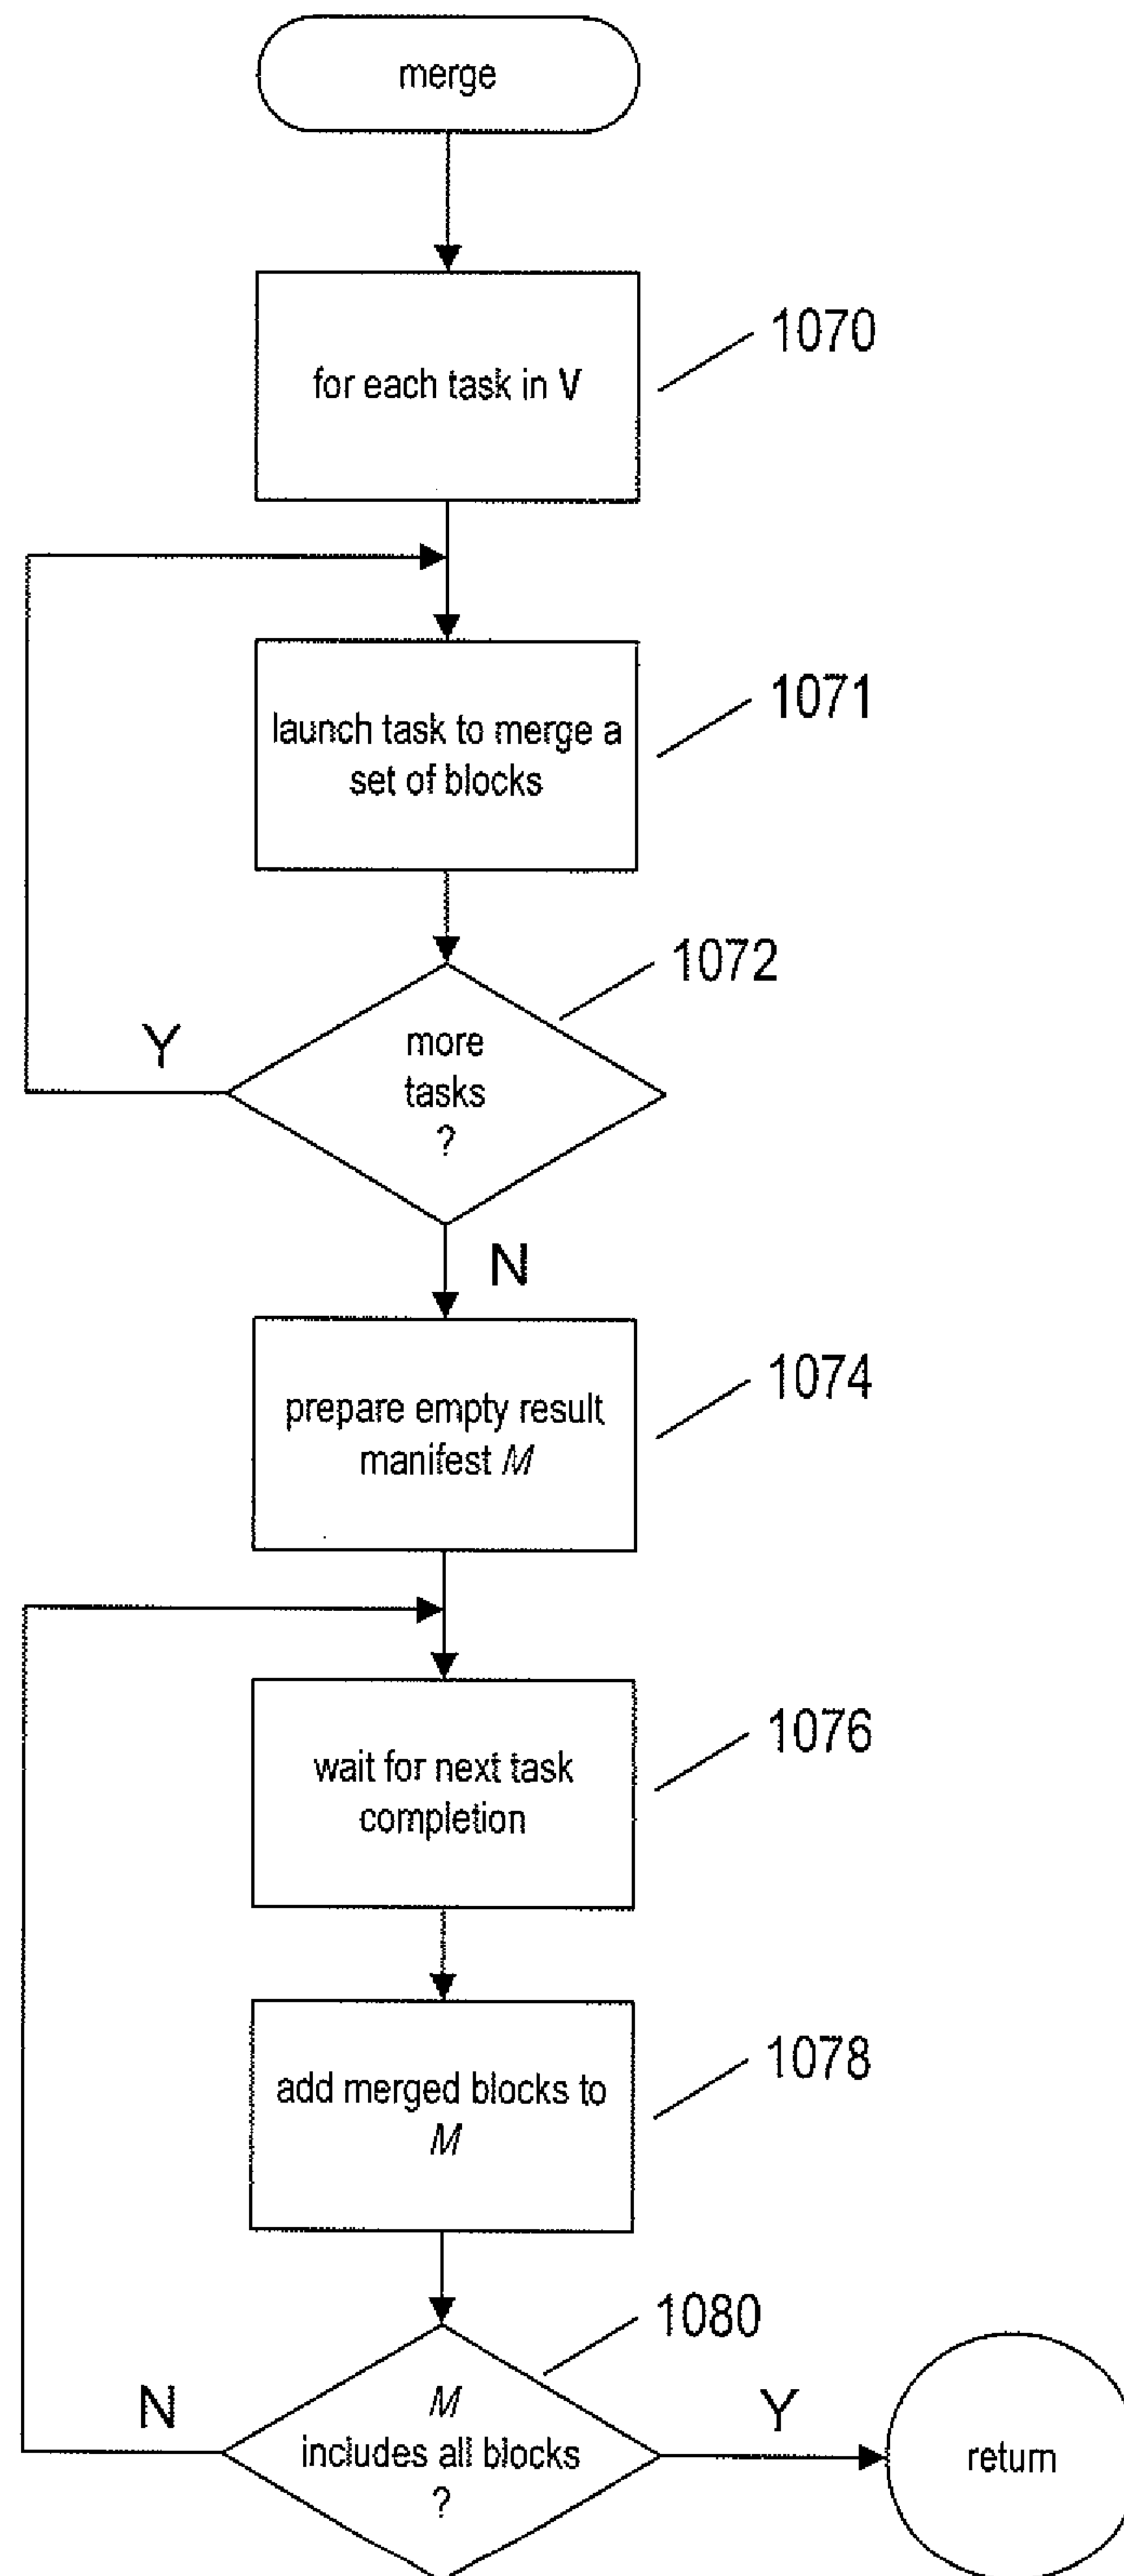 merge
for each task in V
1070
launch task to merge a
set of blocks
1071
1072
more
tasks
?
Y
N
prepare empty result
manifest M
1074
wait for next task
completion
1076
add merged blocks to
M
1078
1080
M
includes all blocks
?
N
Y
return